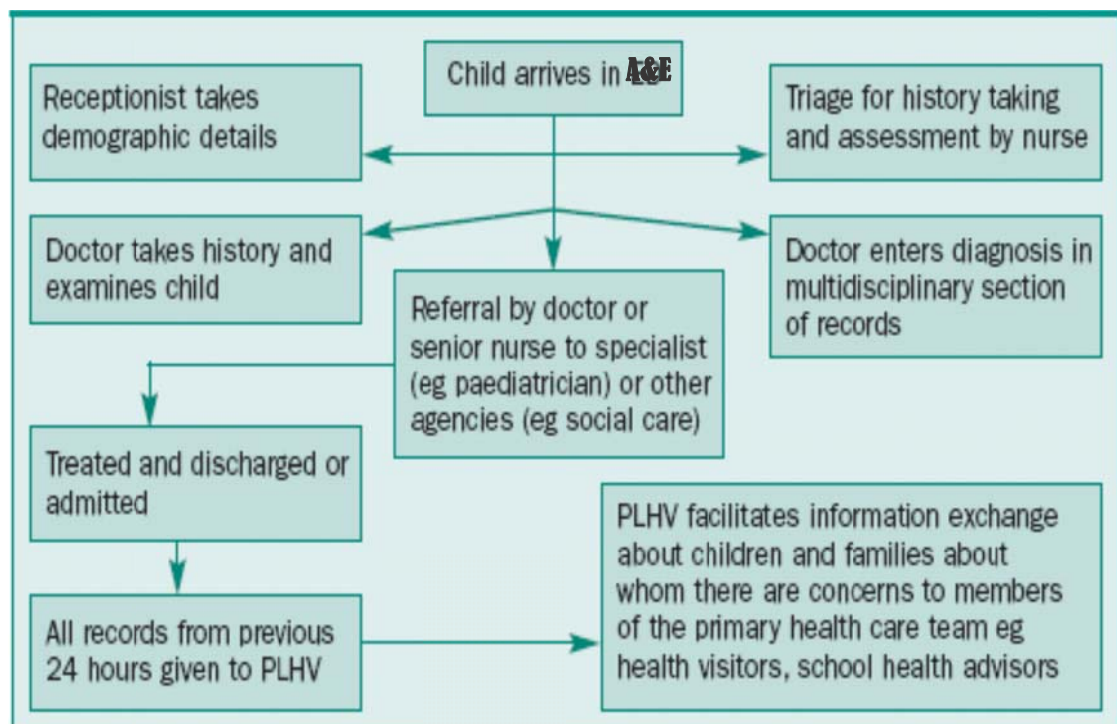 Child arrives in A&E
Receptionist takes
demographic details
Triage for history taking
and assessment by nurse
Doctor takes history and
examines child
Doctor enters diagnosis in
multidisciplinary section
of records
Referral by doctor or
senior nurse to specialist
(eg paediatrician) or other
agencies (eg social care)
Treated and discharged or
admitted
All records from previous
24 hours given to PLHV
PLHV facilitates information exchange
about children and families about
whom there are concerns to members
of the primary health care team eg
health visitors, school health advisors